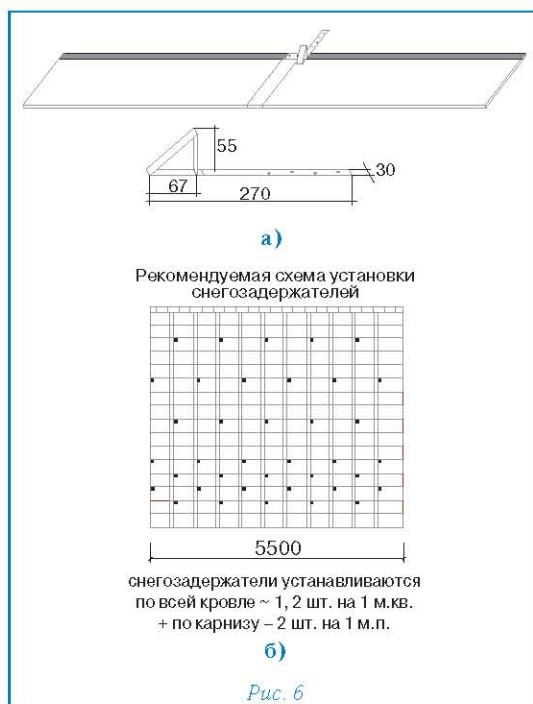 55
30
67
270
а)
Рекомендуемая схема установки
снегозадержателей
5500
снегозадержатели устанавливаются
по всей кровле ~ 1, 2 шт. на 1 м.кв.
+ по карнизу – 2 шт. на 1 м.п.
б)
Рис. 6